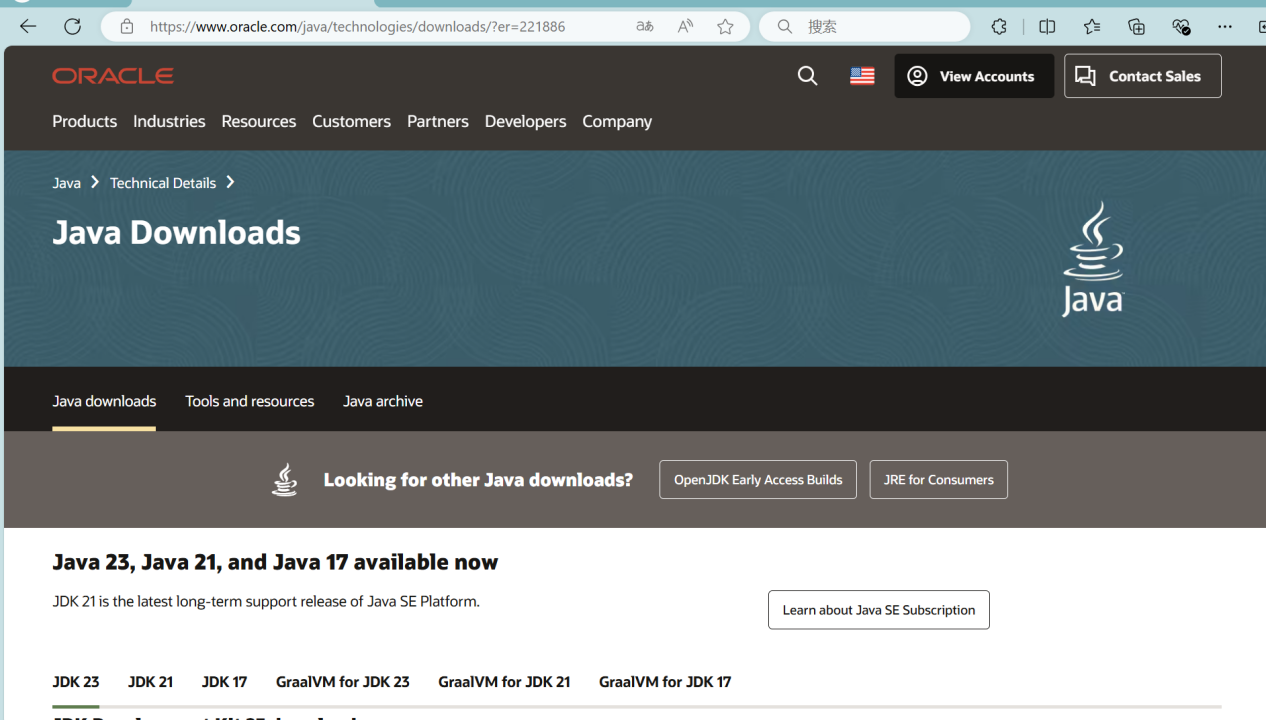 https://www.oracle.com/java/technologies/downloads/?er=221886
aあ
A
搜索
ORACLE
View Accounts
Contact Sales
Products Industries Resources Customers Partners Developers Company
Java Technical Details
Java Downloads
Java
Java downloads Tools and resources Java archive
Looking for other Java downloads? OpenJDK Early Access Builds JRE for Consumers
Java 23, Java 21, and Java 17 available now
JDK 21 is the latest long-term support release of Java SE Platform.
Learn about Java SE Subscription
JDK 23 JDK 21 JDK 17 GraalVM for JDK 23 GraalVM for JDK 21 GraalVM for JDK 17